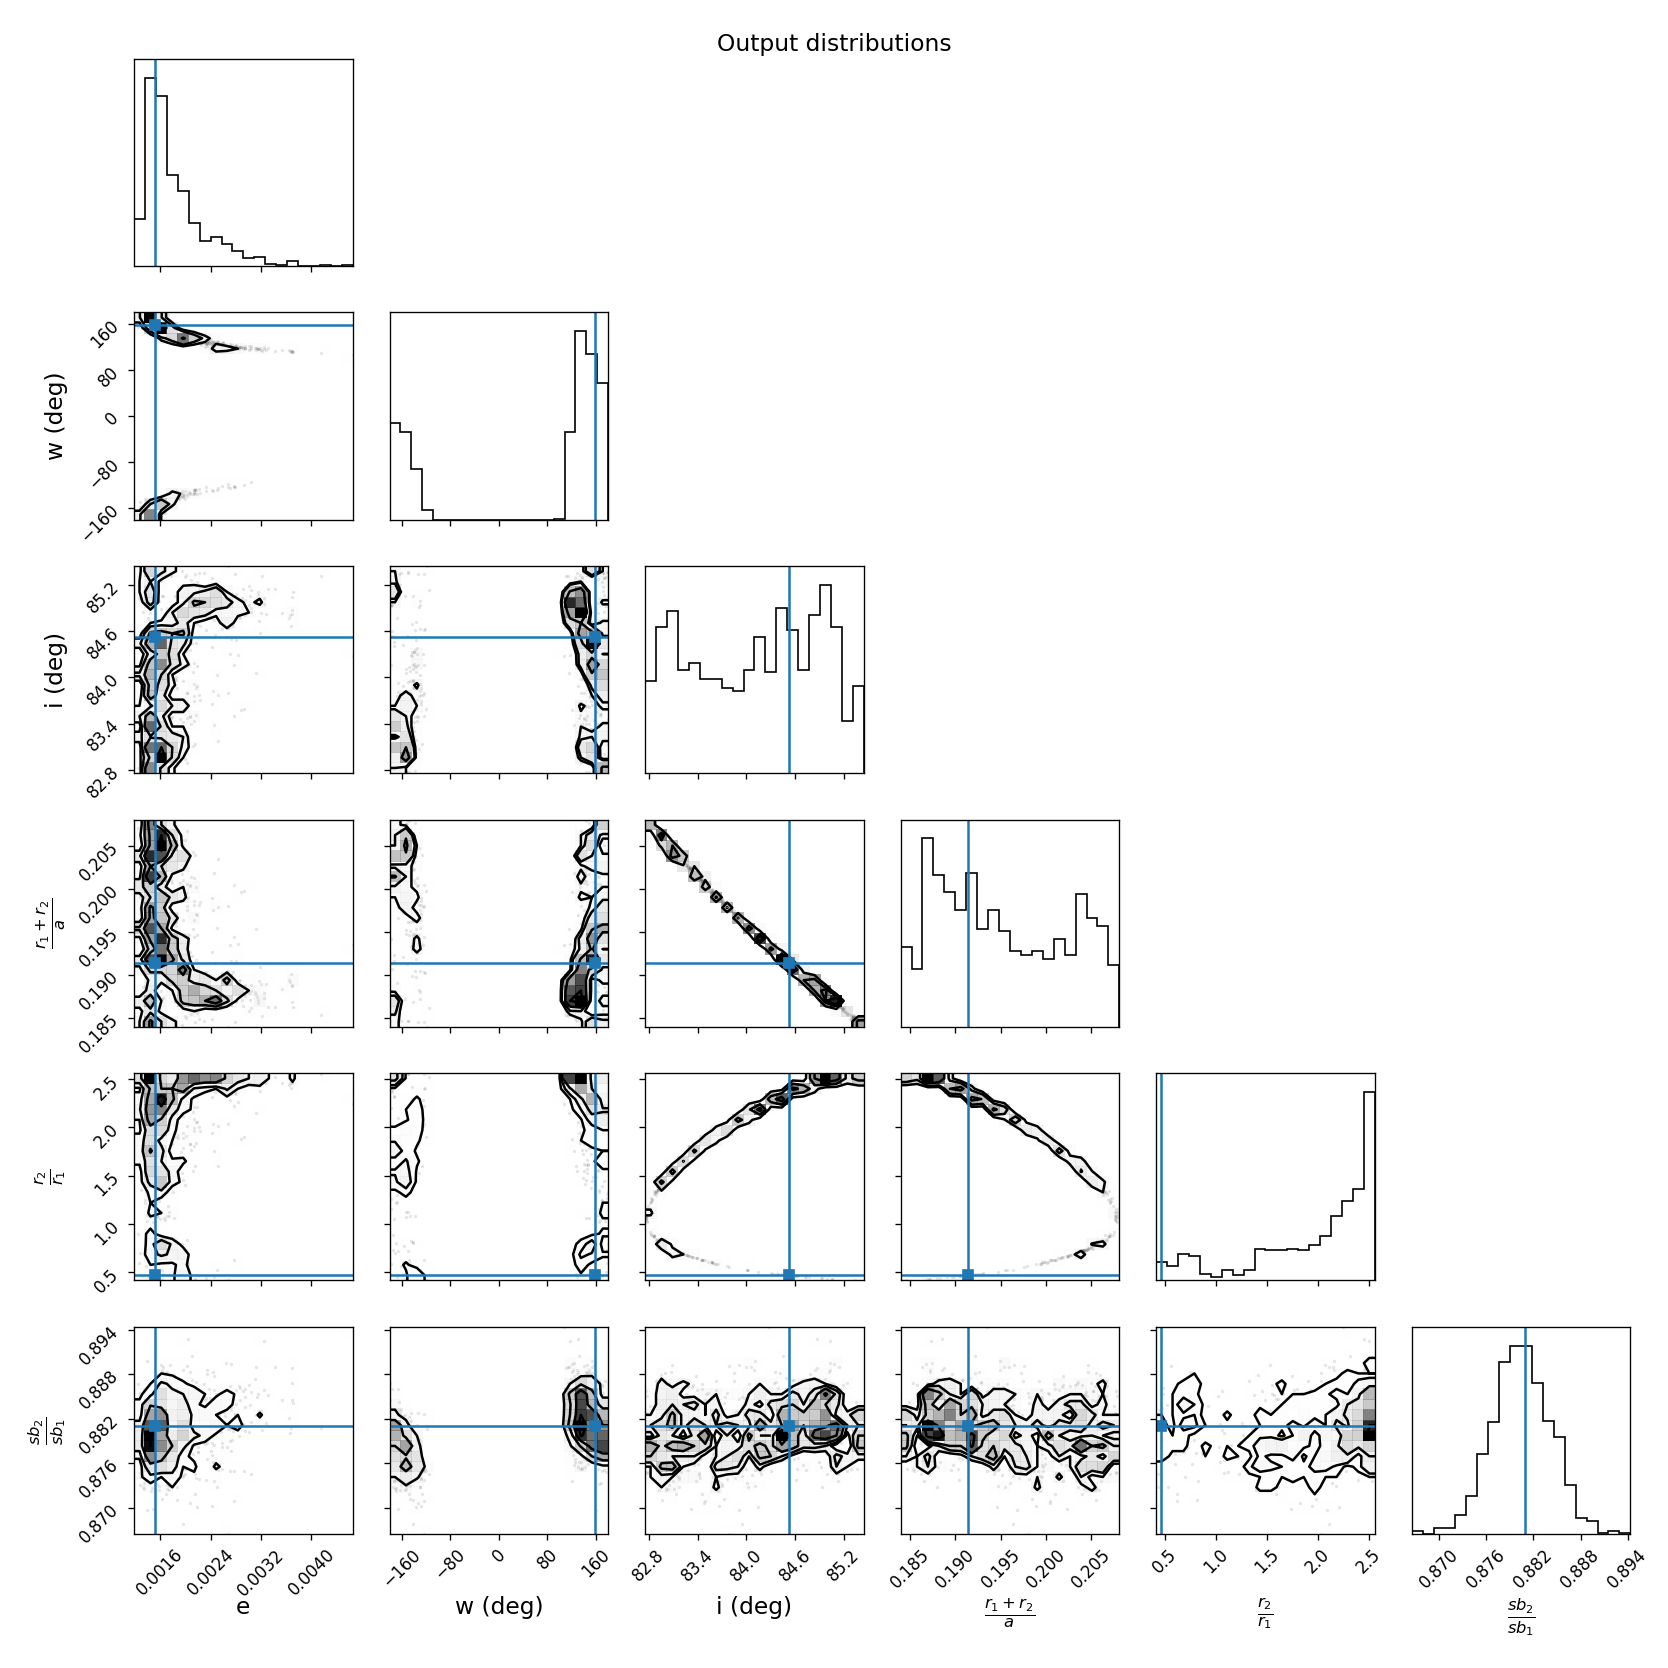 Output distributions
w (deg)
160
80
0
−80
−160
i (deg)
85.2
84.6
84.0
83.4
82.8
r1 + r2
a
0.205
0.200
0.195
0.190
0.185
r2
r1
2.5
2.0
1.5
1.0
0.5
sb2
sb1
0.894
0.888
0.882
0.876
0.870
0.0016 0.0024 0.0032 0.0040
−160 −80 0 80 160
82.8 83.4 84.0 84.6 85.2
0.185 0.190 0.195 0.200 0.205
0.5 1.0 1.5 2.0 2.5
0.870 0.876 0.882 0.888 0.894
e
w (deg)
i (deg)
r1 + r2
a
r2
r1
sb2
sb1